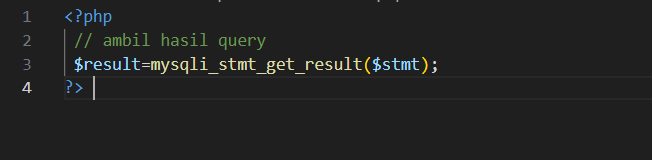 1 <?php
2 // ambil hasil query
3 $result=mysqli_stmt_get_result($stmt);
4 ?>